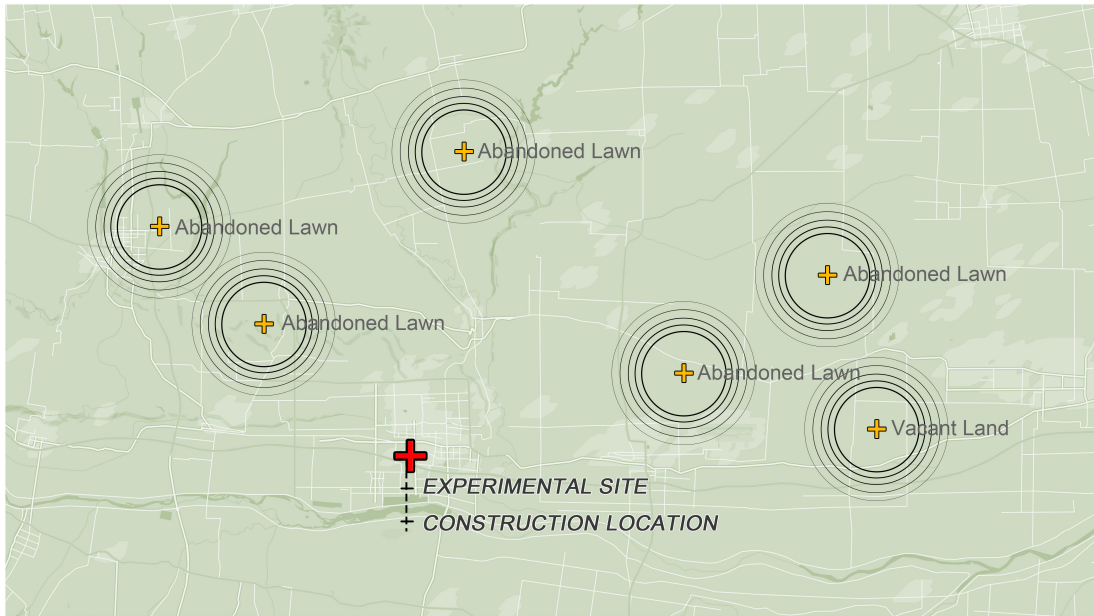 Abandoned Lawn
Abandoned Lawn
Abandoned Lawn
Abandoned Lawn
Abandoned Lawn
Vacant Land
EXPERIMENTAL SITE
CONSTRUCTION LOCATION